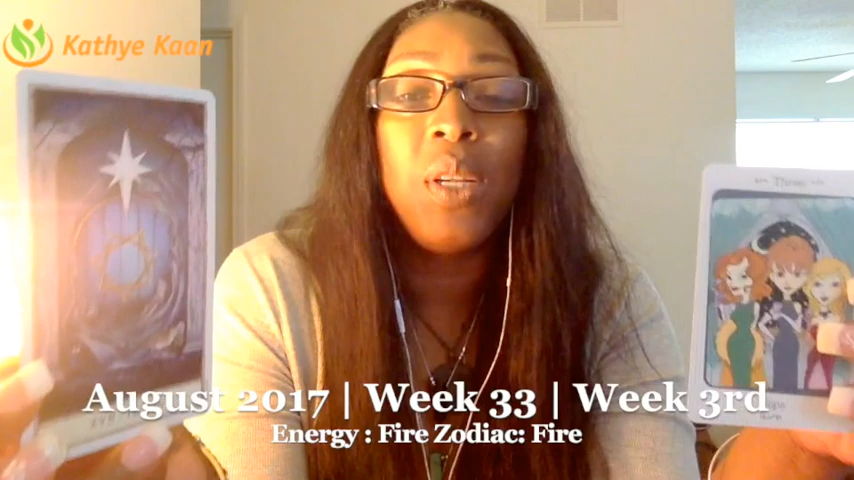 Kathye Kaan
Three
August 2017 | Week 33 | Week 3rd
Energy : Fire Zodiac: Fire